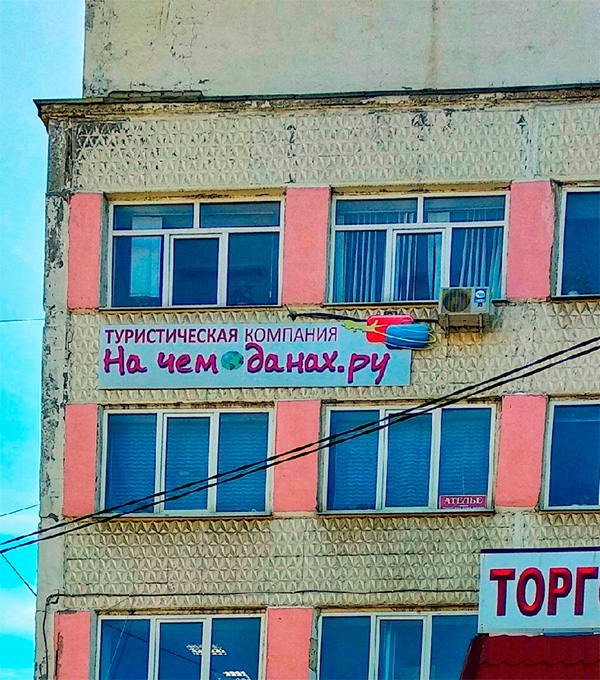 ТУРИСТИЧЕСКАЯ КОМПАНИЯ
На чемоданах.ру
АТЕЛЬЕ
ТОРГ